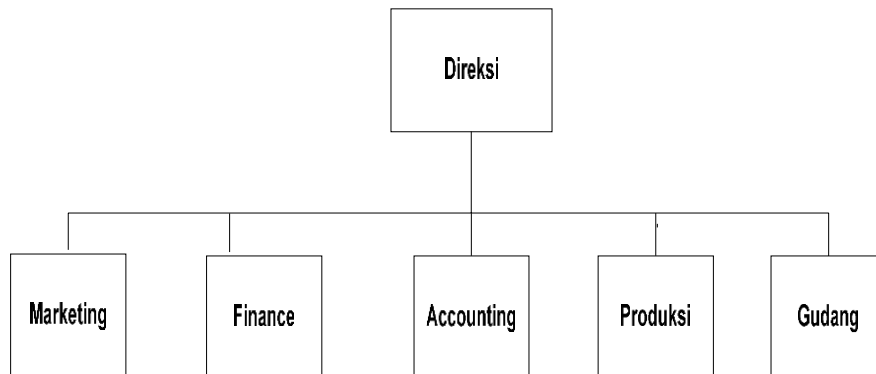 Direksi
Marketing
Finance
Accounting
Produksi
Gudang